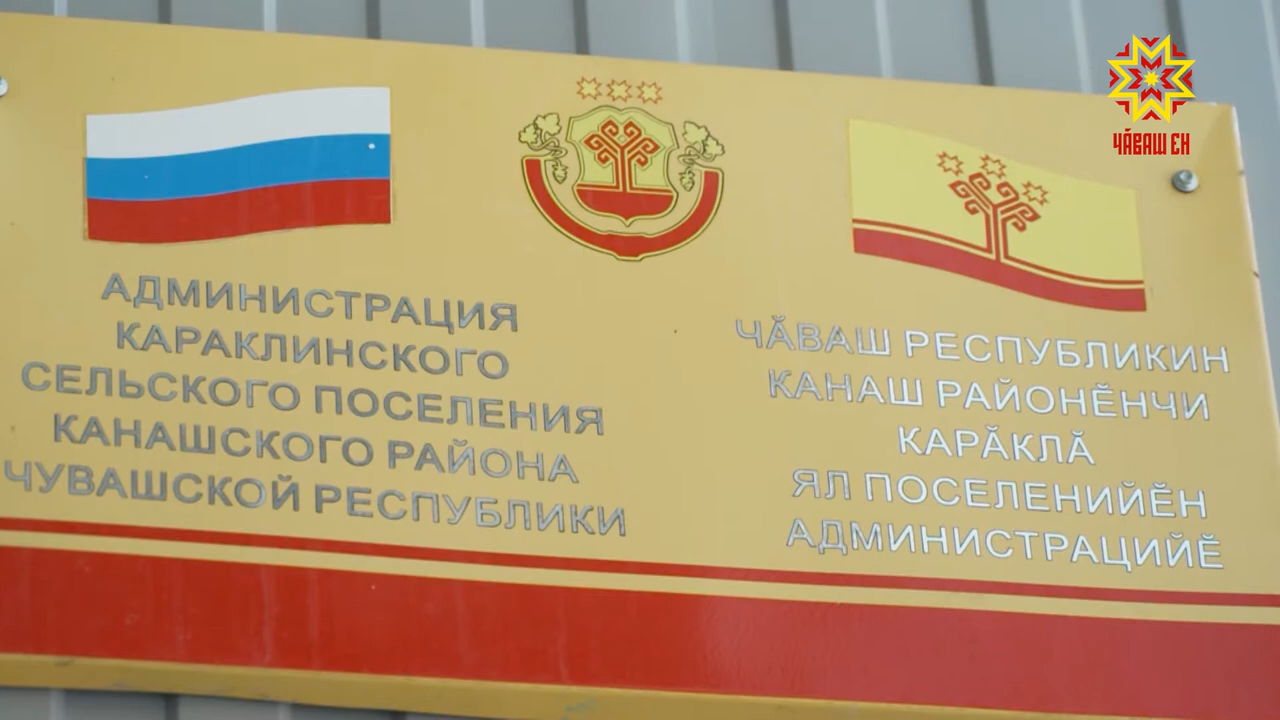 ЧӐВАШ ЕН
АДМИНИСТРАЦИЯ
КАРАКЛИНСКОГО
СЕЛЬСКОГО ПОСЕЛЕНИЯ
КАНАШСКОГО РАЙОНА
ЧУВАШСКОЙ РЕСПУБЛИКИ
ЧӐВАШ РЕСПУБЛИКИН
КАНАШ РАЙОНӖНЧИ
КАРӐКЛӐ
ЯЛ ПОСЕЛЕНИЙӖН
АДМИНИСТРАЦИЙӖ